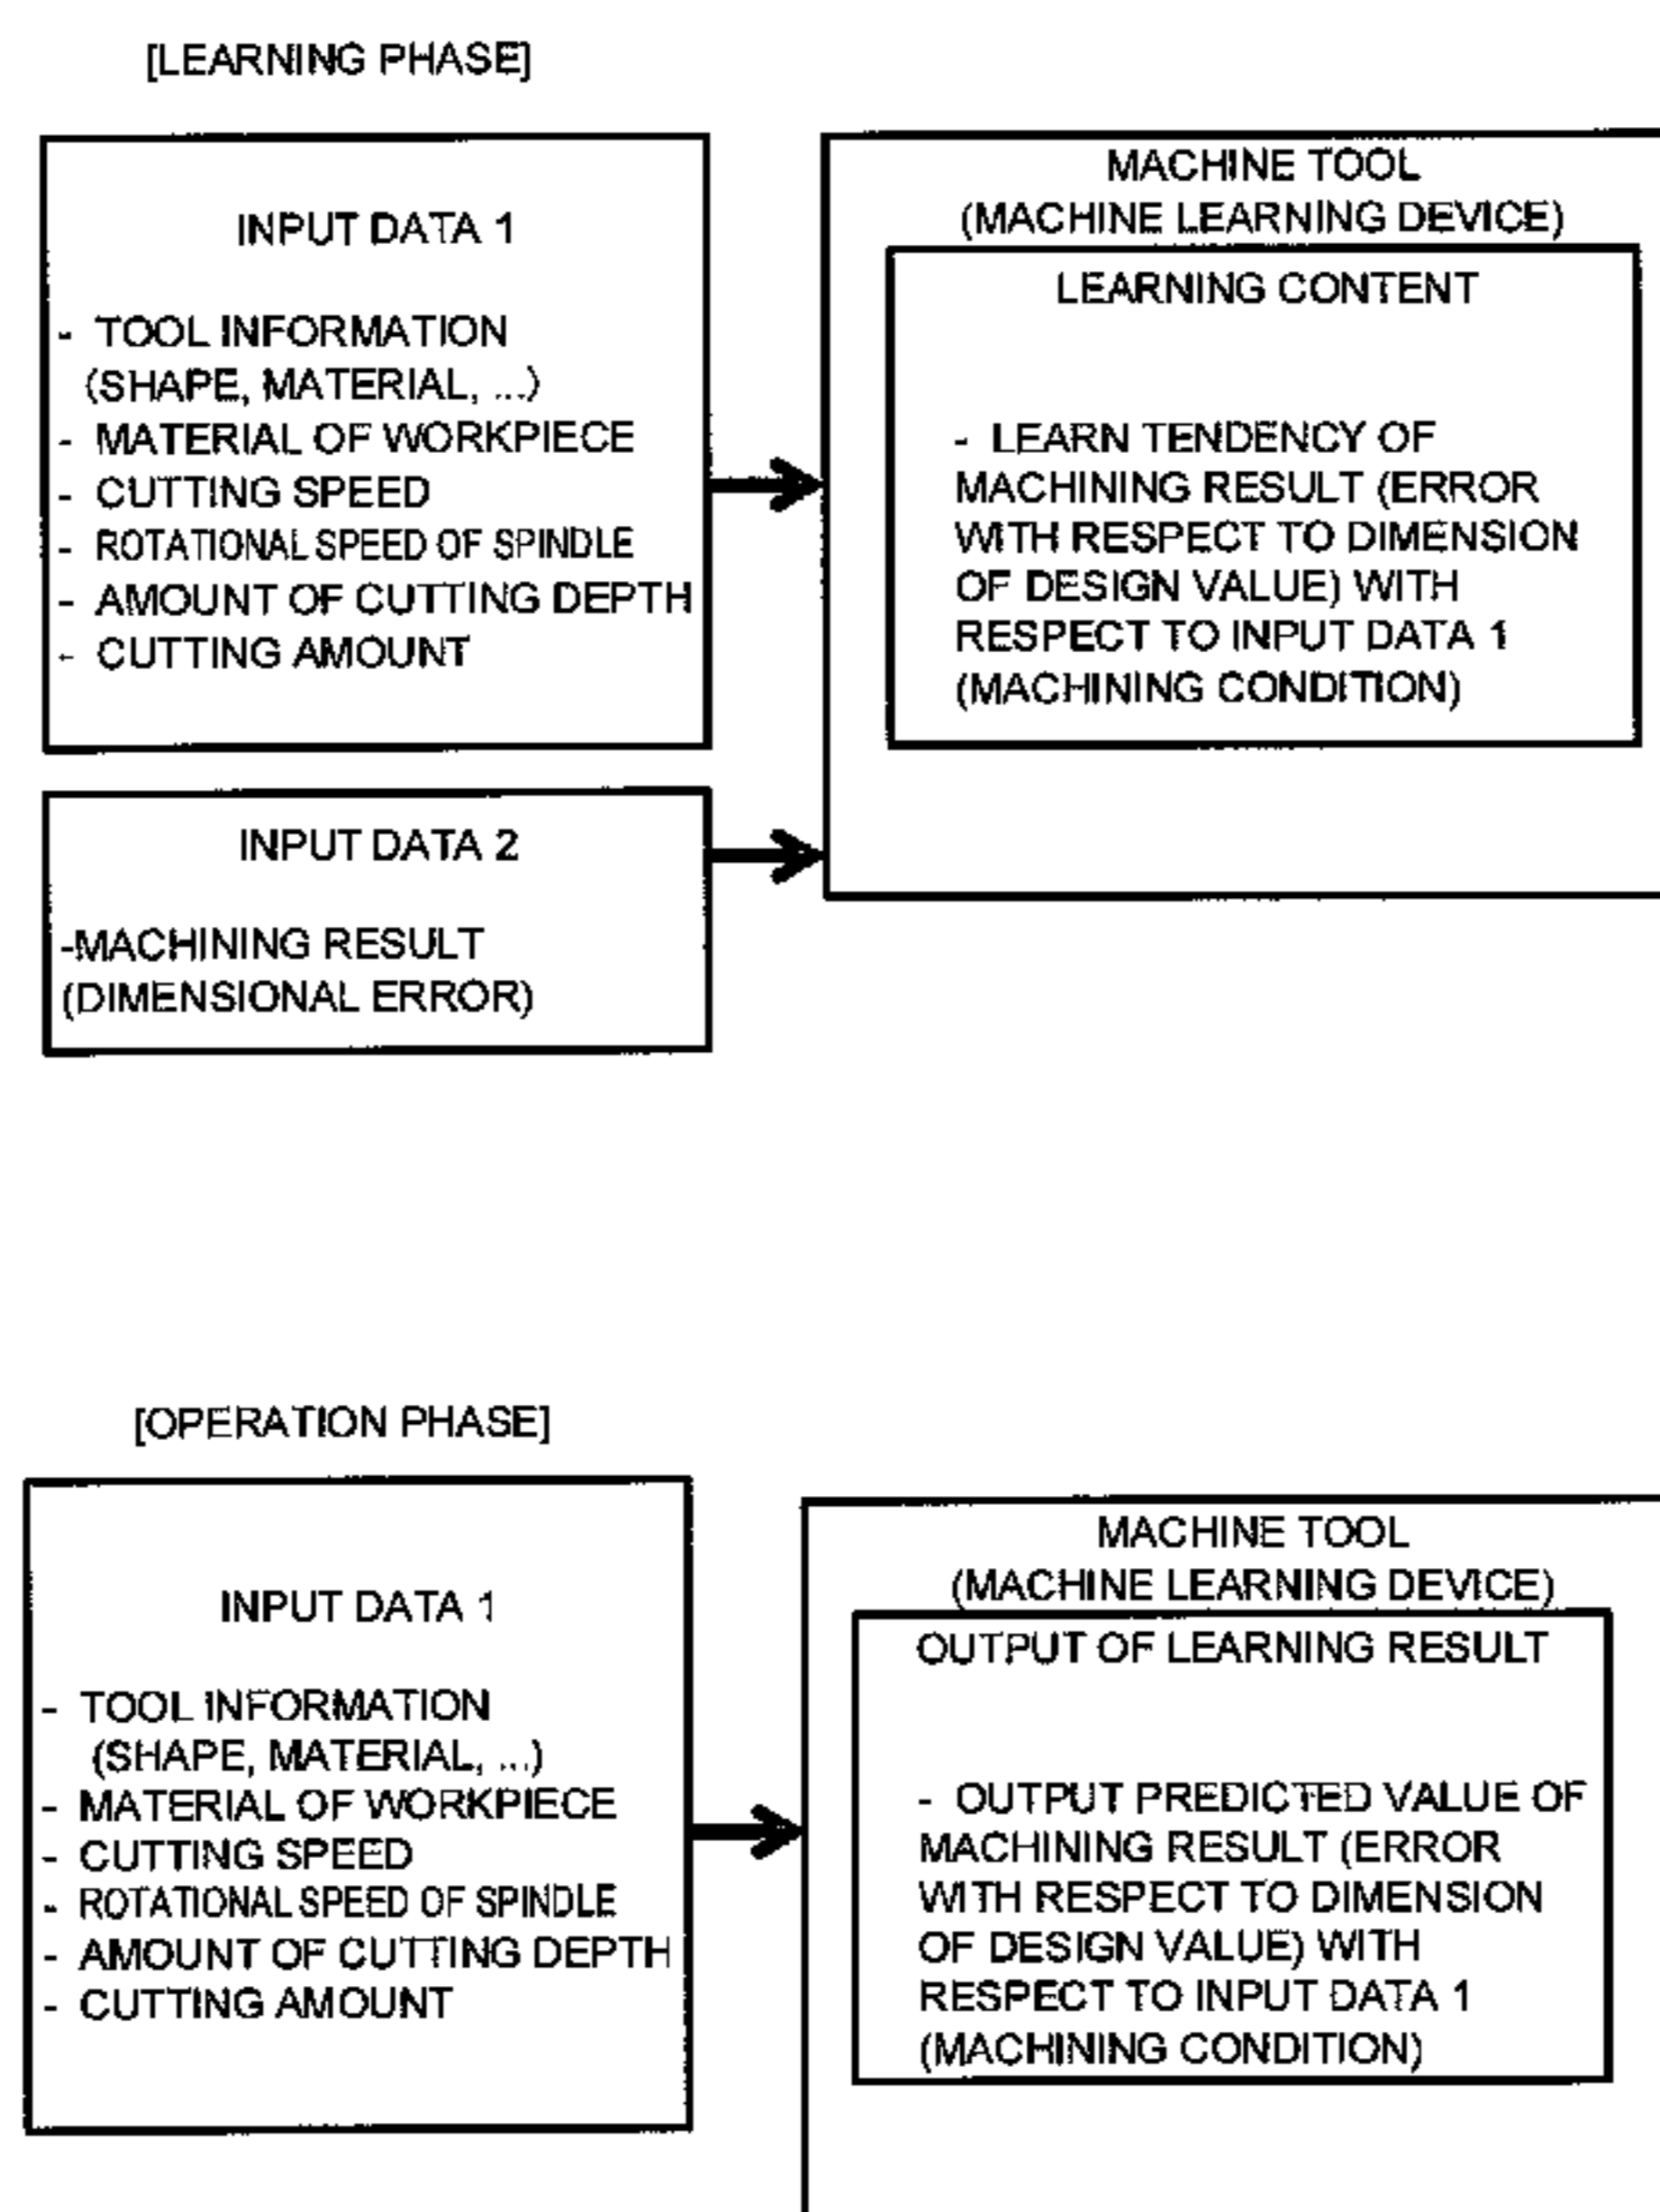 [LEARNING PHASE]
INPUT DATA 1
- TOOL INFORMATION
(SHAPE, MATERIAL, ...)
- MATERIAL OF WORKPIECE
- CUTTING SPEED
- ROTATIONAL SPEED OF SPINDLE
- AMOUNT OF CUTTING DEPTH
- CUTTING AMOUNT
INPUT DATA 2
-MACHINING RESULT
(DIMENSIONAL ERROR)
MACHINE TOOL
(MACHINE LEARNING DEVICE)
LEARNING CONTENT
- LEARN TENDENCY OF
MACHINING RESULT (ERROR
WITH RESPECT TO DIMENSION
OF DESIGN VALUE) WITH
RESPECT TO INPUT DATA 1
(MACHINING CONDITION)
[OPERATION PHASE]
INPUT DATA 1
- TOOL INFORMATION
(SHAPE, MATERIAL, ...)
- MATERIAL OF WORKPIECE
- CUTTING SPEED
- ROTATIONAL SPEED OF SPINDLE
- AMOUNT OF CUTTING DEPTH
- CUTTING AMOUNT
MACHINE TOOL
(MACHINE LEARNING DEVICE)
OUTPUT OF LEARNING RESULT
- OUTPUT PREDICTED VALUE OF
MACHINING RESULT (ERROR
WITH RESPECT TO DIMENSION
OF DESIGN VALUE) WITH
RESPECT TO INPUT DATA 1
(MACHINING CONDITION)